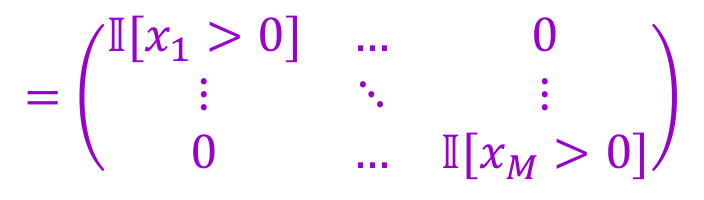 𝕀[x₁ > 0] … 0
= ⋮ ⋱ ⋮
0 … 𝕀[x_M > 0]